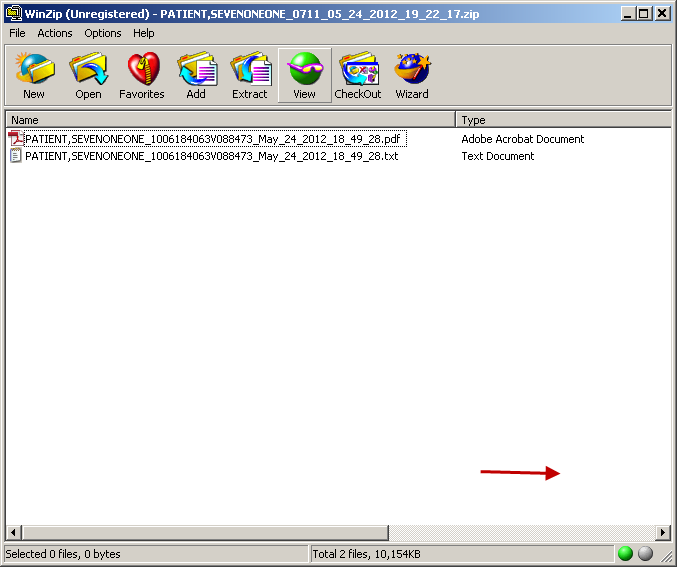 WinZip (Unregistered) - PATIENT,SEVENONEONE_0711_05_24_2012_19_22_17.zip
File Actions Options Help
New Open Favorites Add Extract View CheckOut Wizard
Name Type
PATIENT,SEVENONEONE_1006184063V088473_May_24_2012_18_49_28.pdf Adobe Acrobat Document
PATIENT,SEVENONEONE_1006184063V088473_May_24_2012_18_49_28.txt Text Document
Selected 0 files, 0 bytes Total 2 files, 10,154KB